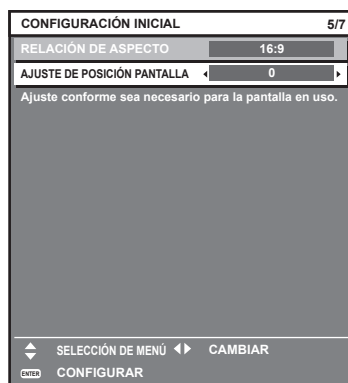 CONFIGURACIÓN INICIAL 5/7
RELACIÓN DE ASPECTO 16:9
AJUSTE DE POSICIÓN PANTALLA 0
Ajuste conforme sea necesario para la pantalla en uso.
SELECCIÓN DE MENÚ CAMBIAR
ENTER CONFIGURAR